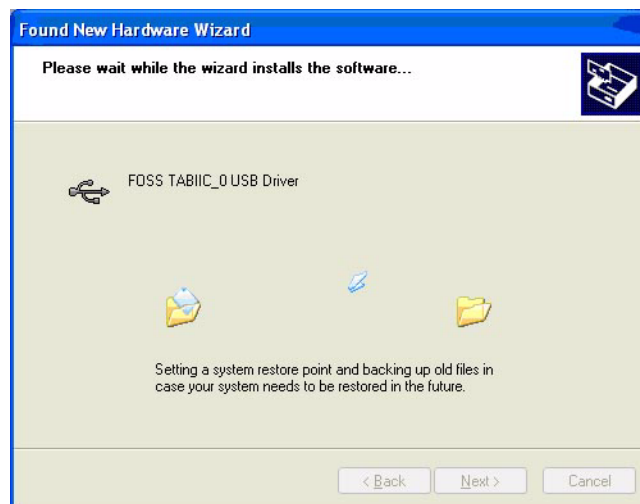 Found New Hardware Wizard
Please wait while the wizard installs the software...
FOSS TABIIC_0 USB Driver
Setting a system restore point and backing up old files in
case your system needs to be restored in the future.
< Back
Next >
Cancel